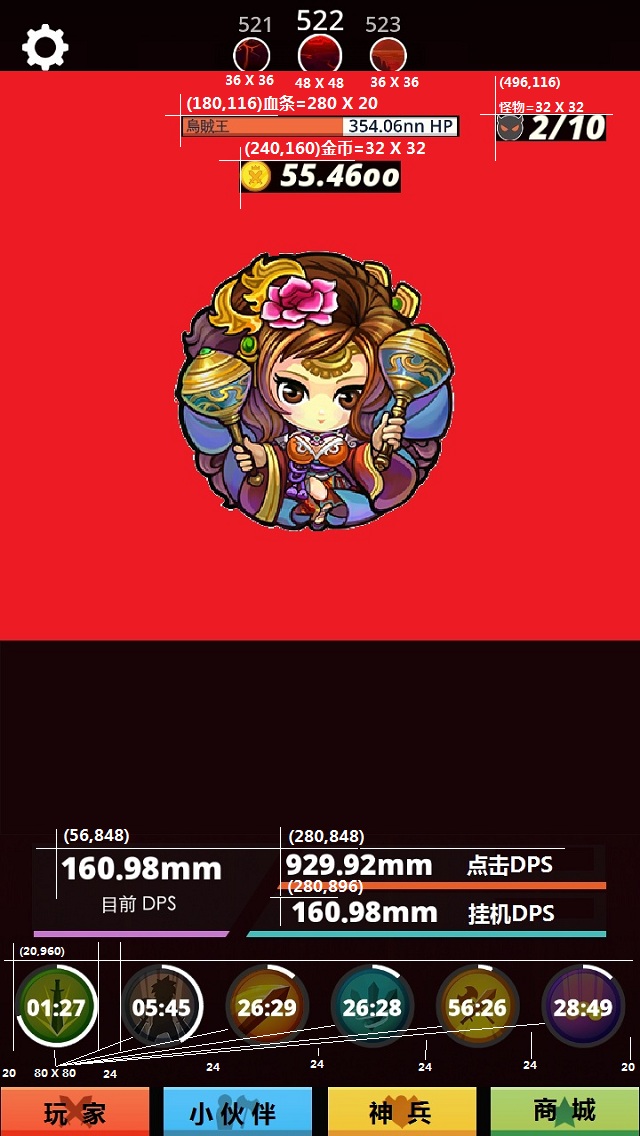 521 522 523
36 X 36 48 X 48 36 X 36
(496,116)
(180,116)血条=280 X 20
怪物=32 X 32
烏賊王 354.06nn HP
2/10
(240,160)金币=32 X 32
55.46oo
(56,848) (280,848)
160.98mm
929.92mm 点击DPS
(280,896)
目前 DPS
160.98mm 挂机DPS
(20,960)
01:27 05:45 26:29 26:28 56:26 28:49
20 80 X 80 24 24 24 24 24 20
玩家 小伙伴 神兵 商城